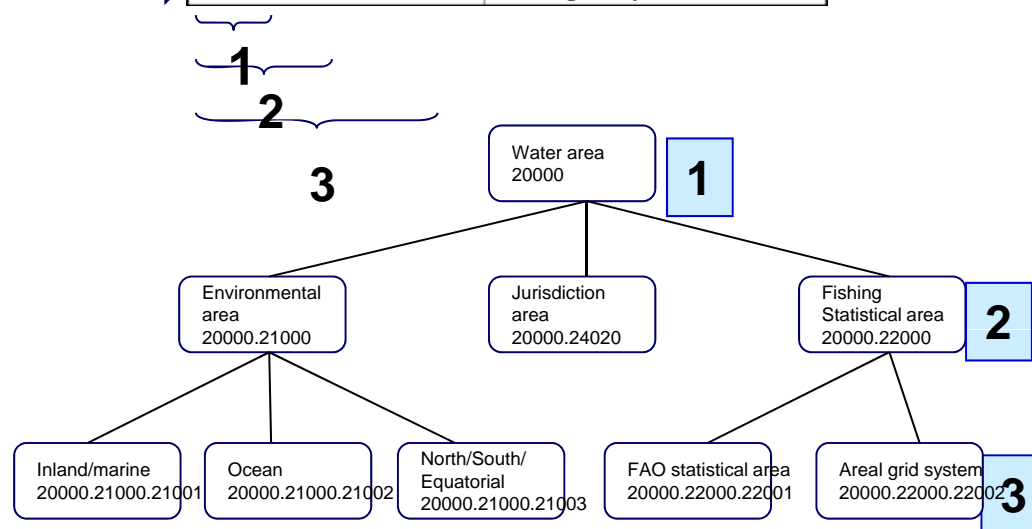 1
2
3
Water area
20000
1
Environmental
area
20000.21000
Jurisdiction
area
20000.24020
Fishing
Statistical area
20000.22000
2
Inland/marine
20000.21000.21001
Ocean
20000.21000.21002
North/South/
Equatorial
20000.21000.21003
FAO statistical area
20000.22000.22001
Areal grid system
20000.22000.22002
3